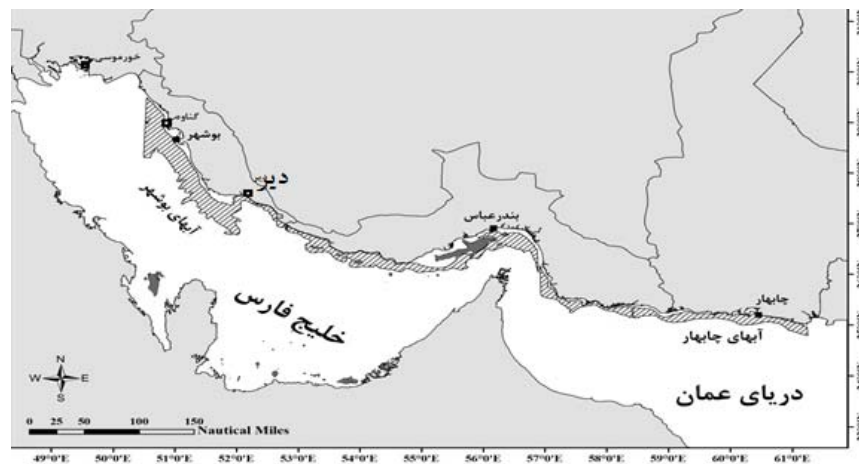 خورموسی
گناوه
بوشهر
دیر
آبهای بوشهر
بندرعباس
خلیج فارس
چابهار
آبهای چابهار
دریای عمان
N
W E
S
0 25 50 100 150
Nautical Miles
49°0'E 50°0'E 51°0'E 52°0'E 53°0'E 54°0'E 55°0'E 56°0'E 57°0'E 58°0'E 59°0'E 60°0'E 61°0'E